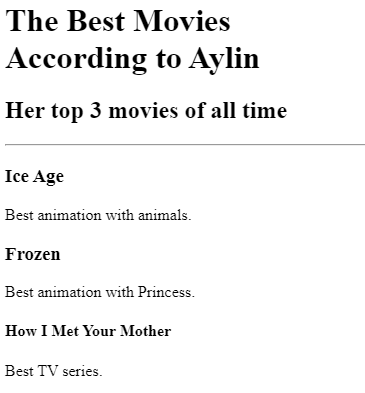 The Best Movies
According to Aylin
Her top 3 movies of all time
Ice Age
Best animation with animals.
Frozen
Best animation with Princess.
How I Met Your Mother
Best TV series.